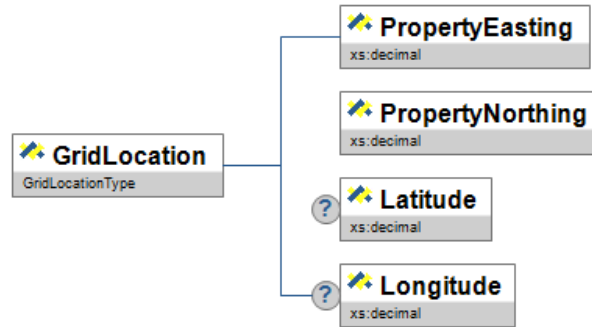 PropertyEasting
xs:decimal
PropertyNorthing
xs:decimal
GridLocation
GridLocationType
?
Latitude
xs:decimal
?
Longitude
xs:decimal